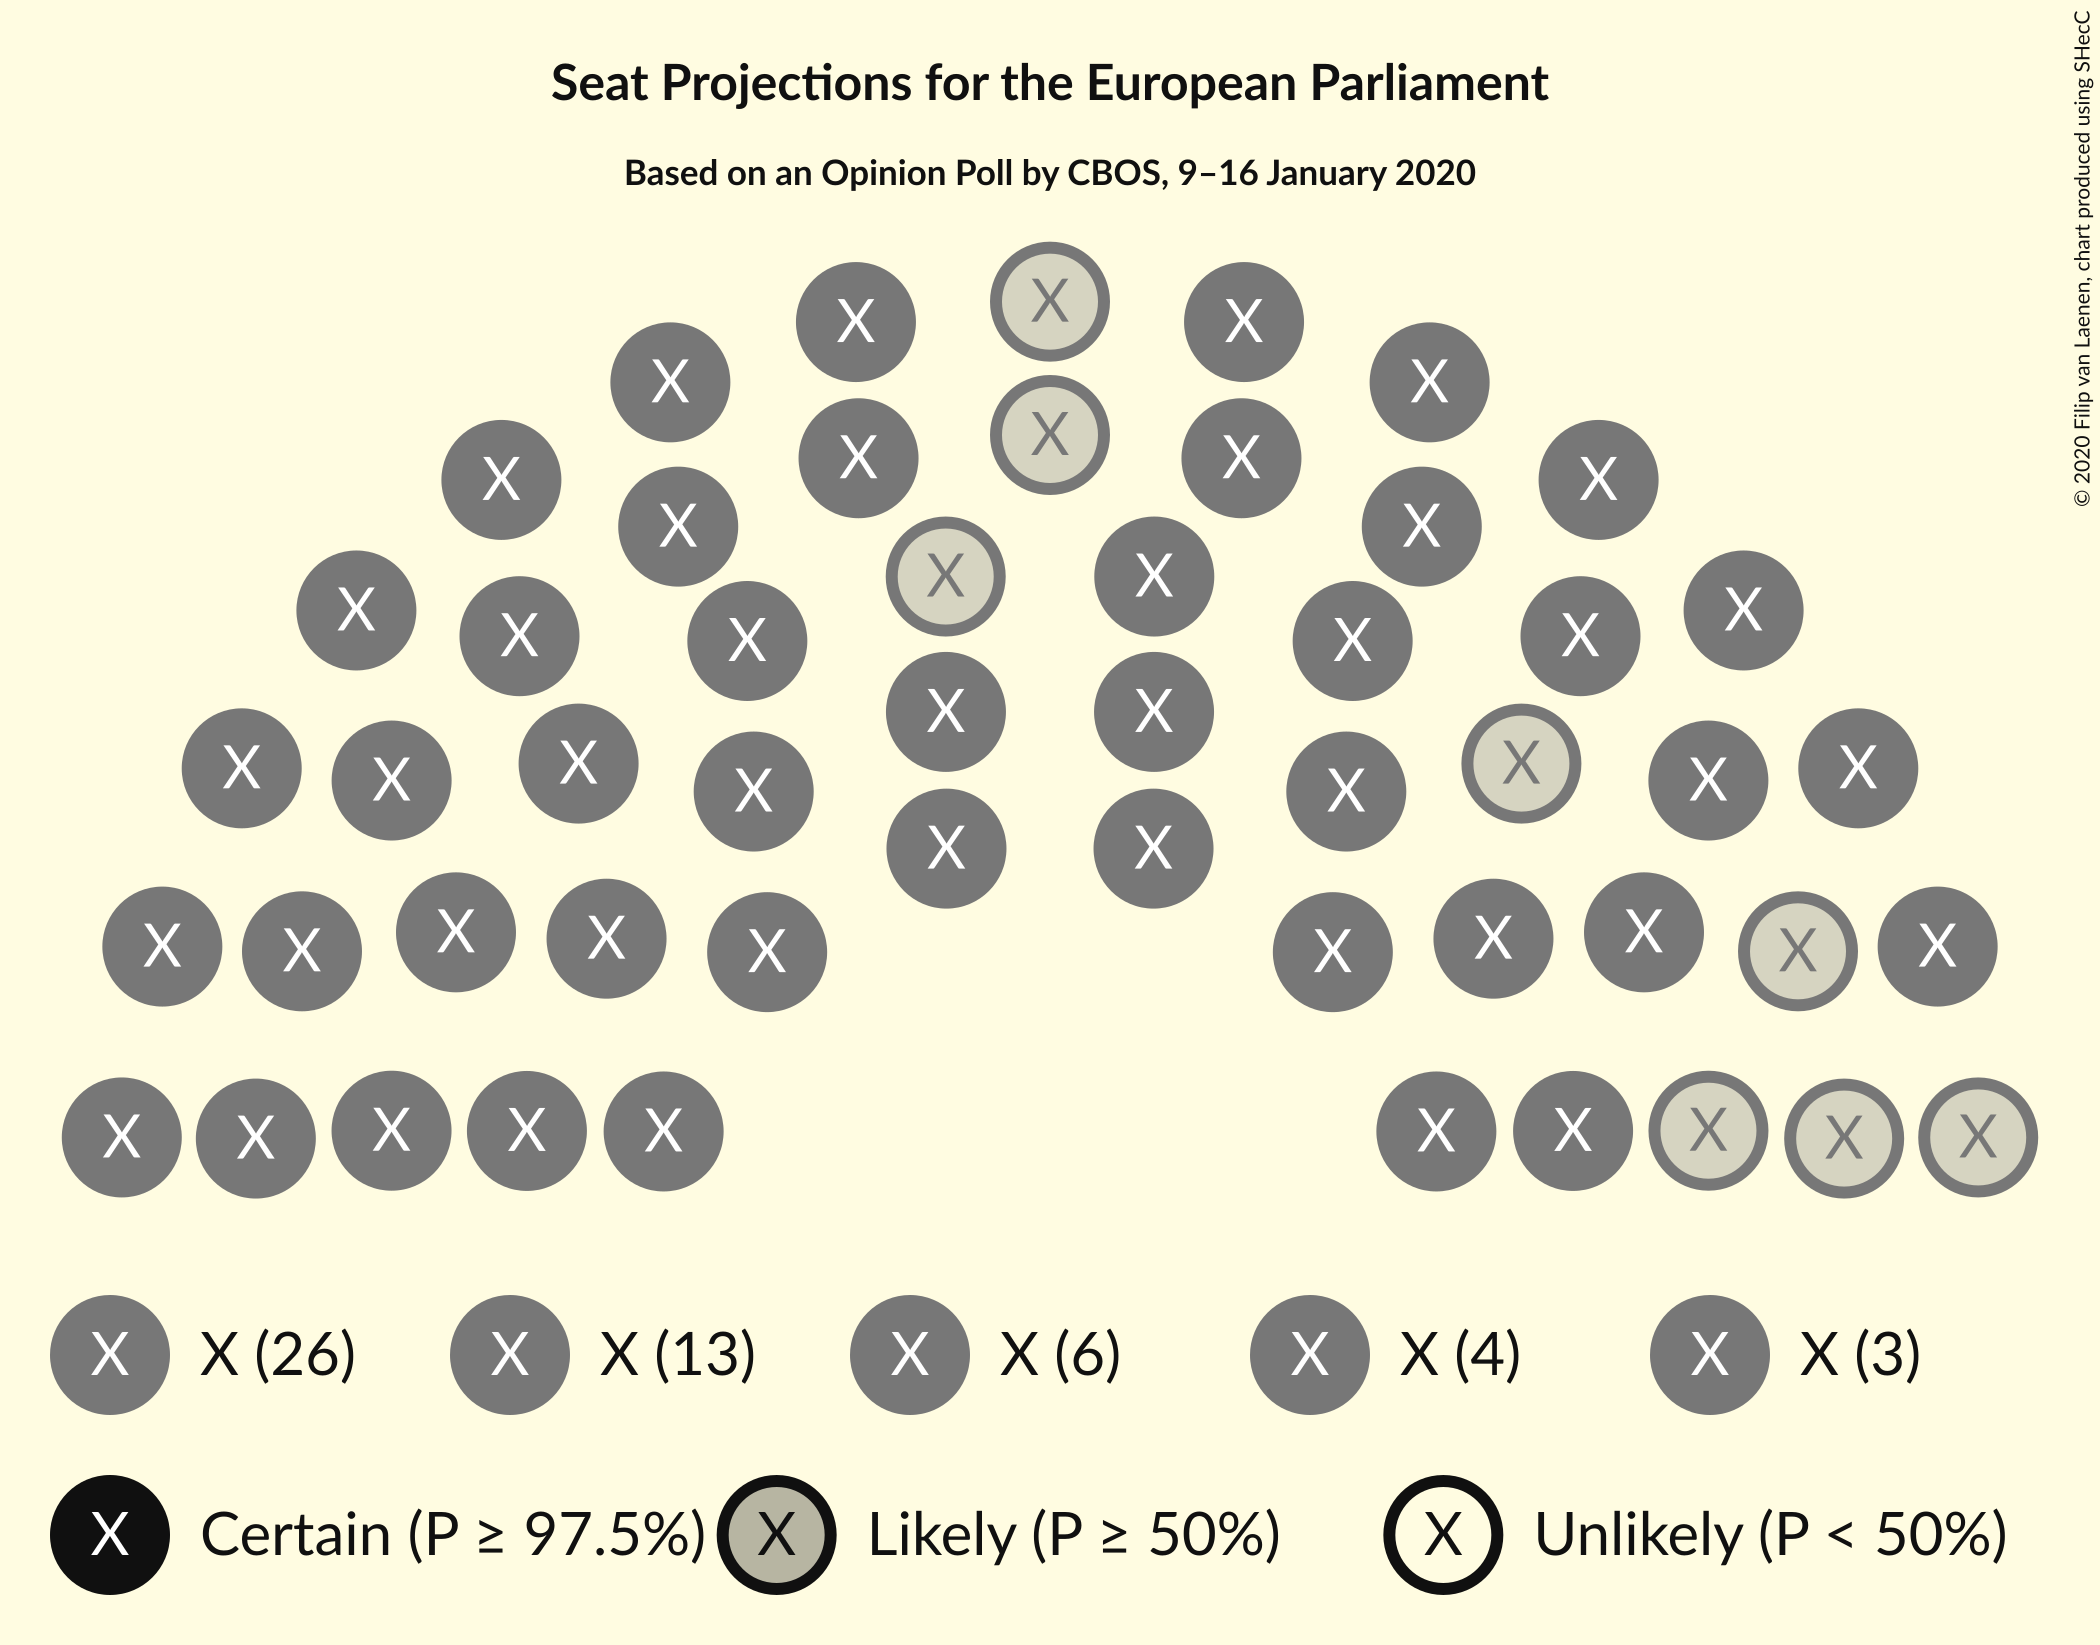 Seat Projections for the European Parliament
Based on an Opinion Poll by CBOS, 9–16 January 2020
© 2020 Filip van Laenen, chart produced using SHecC
X X X
X X
X X X
X X
X X
X X
X X X X X X
X X
X X X X X X X X
X X
X X X X X X X X X X
X X X X X X X X X X
X X (26) X X (13) X X (6) X X (4) X X (3)
X Certain (P ≥ 97.5%) X Likely (P ≥ 50%) X Unlikely (P < 50%)